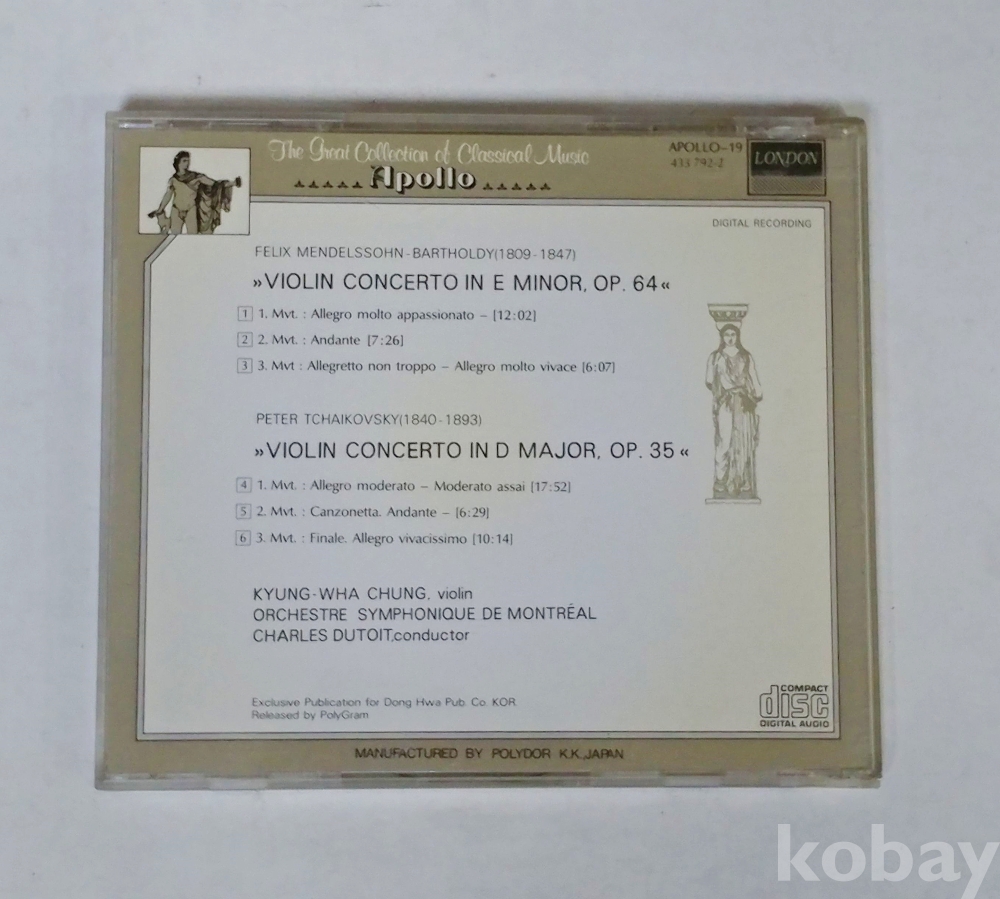 The Great Collection of Classical Music
Apollo
APOLLO-19
433 792-2
LONDON
DIGITAL RECORDING
FELIX MENDELSSOHN-BARTHOLDY(1809-1847)
»VIOLIN CONCERTO IN E MINOR, OP. 64«
1 1. Mvt. : Allegro molto appassionato – [12:02]
2 2. Mvt. : Andante [7:26]
3 3. Mvt : Allegretto non troppo – Allegro molto vivace [6:07]
PETER TCHAIKOVSKY(1840-1893)
»VIOLIN CONCERTO IN D MAJOR, OP. 35«
4 1. Mvt. : Allegro moderato – Moderato assai [17:52]
5 2. Mvt. : Canzonetta. Andante – [6:29]
6 3. Mvt. : Finale. Allegro vivacissimo [10:14]
KYUNG-WHA CHUNG, violin
ORCHESTRE SYMPHONIQUE DE MONTRÉAL
CHARLES DUTOIT,conductor
Exclusive Publication for Dong Hwa Pub. Co. KOR
Released by PolyGram
COMPACT
disc
DIGITAL AUDIO
MANUFACTURED BY POLYDOR K.K.JAPAN
kobay